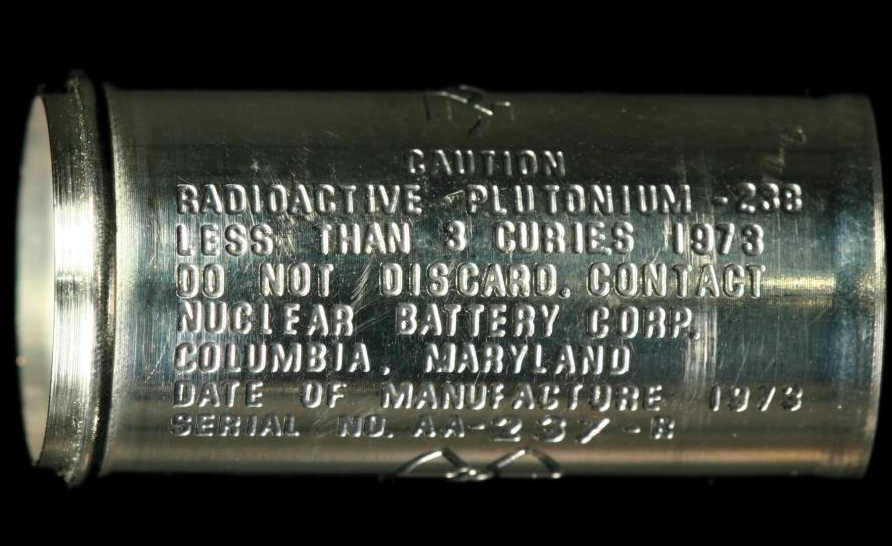 CAUTION
RADIOACTIVE PLUTONIUM -238
LESS THAN 3 CURIES 1973
DO NOT DISCARD. CONTACT
NUCLEAR BATTERY CORP.
COLUMBIA, MARYLAND
DATE OF MANUFACTURE 1973
SERIAL NO. AA-237-R